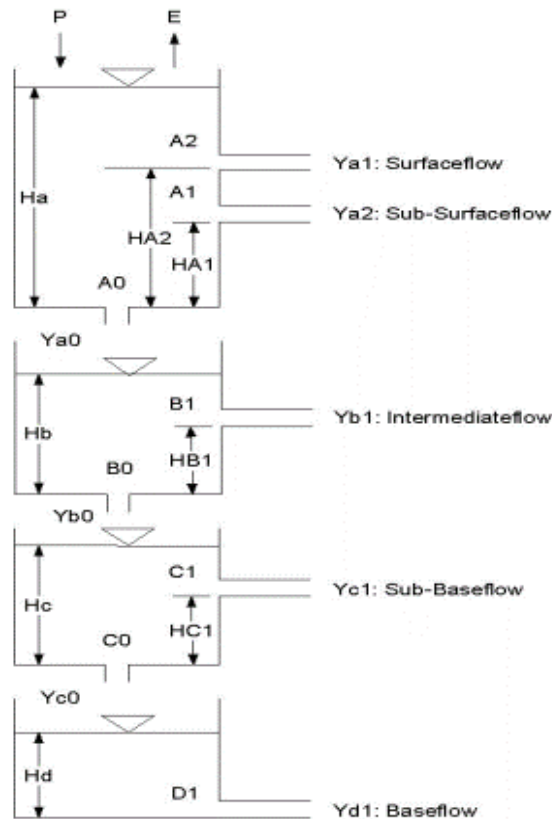 P E
A2
Ya1: Surfaceflow
A1
Ya2: Sub-Surfaceflow
Ha
HA2
HA1
A0
Ya0
B1
Yb1: Intermediateflow
Hb
HB1
B0
Yb0
C1
Yc1: Sub-Baseflow
Hc
HC1
C0
Yc0
Hd
D1
Yd1: Baseflow